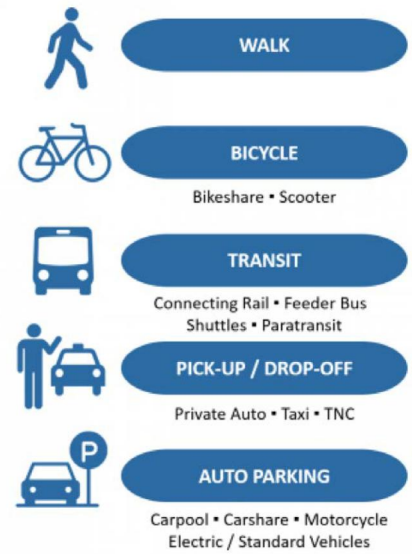 WALK
BICYCLE
Bikeshare ▪ Scooter
TRANSIT
Connecting Rail ▪ Feeder Bus
Shuttles ▪ Paratransit
PICK-UP / DROP-OFF
Private Auto ▪ Taxi ▪ TNC
P
AUTO PARKING
Carpool ▪ Carshare ▪ Motorcycle
Electric / Standard Vehicles